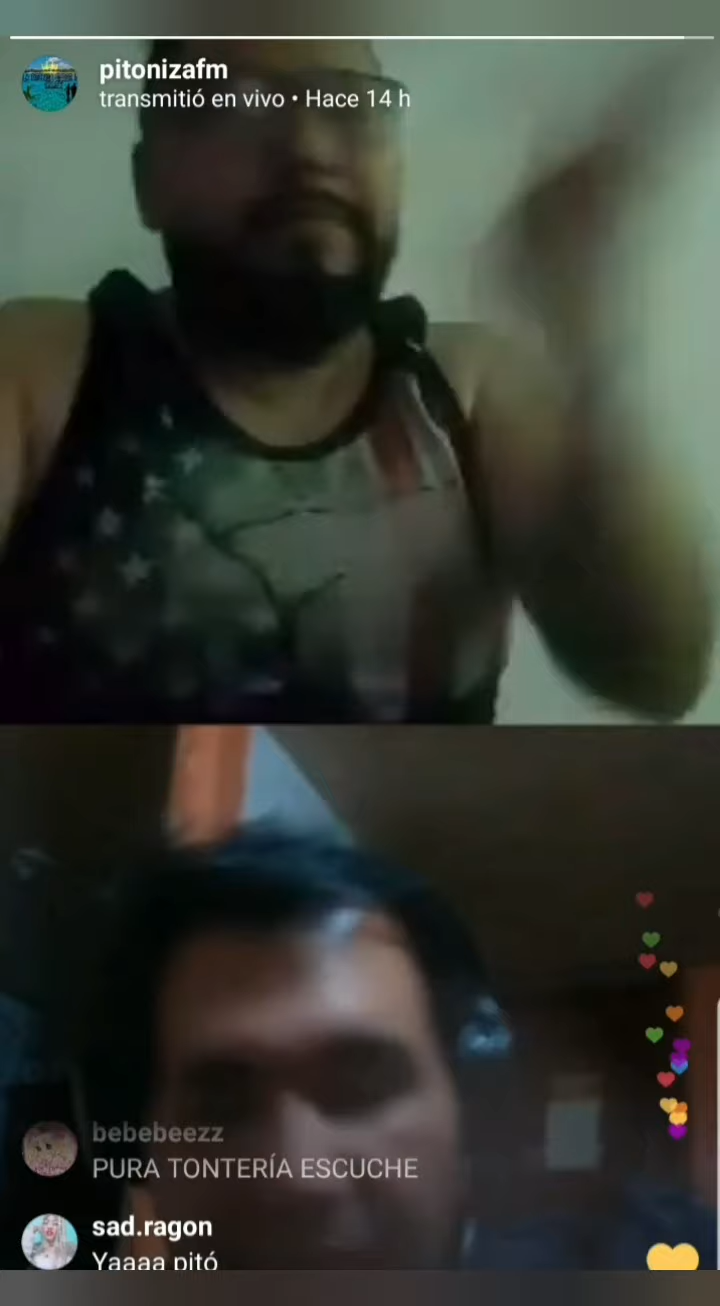 pitonizafm
transmitió en vivo • Hace 14 h
bebebeezz
PURA TONTERÍA ESCUCHE
sad.ragon
Yaaaa pitó